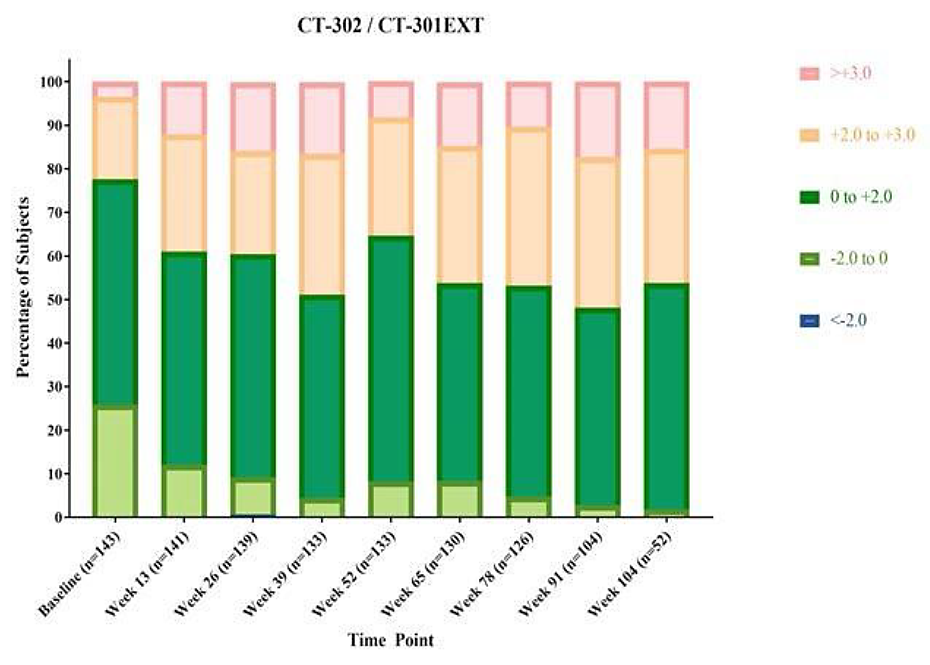 CT-302 / CT-301EXT
>+3.0
+2.0 to +3.0
0 to +2.0
-2.0 to 0
<-2.0
Percentage of Subjects
100
90
80
70
60
50
40
30
20
10
0
Baseline (n=143)
Week 13 (n=141)
Week 26 (n=139)
Week 39 (n=133)
Week 52 (n=133)
Week 65 (n=130)
Week 78 (n=126)
Week 91 (n=104)
Week 104 (n=52)
Time Point